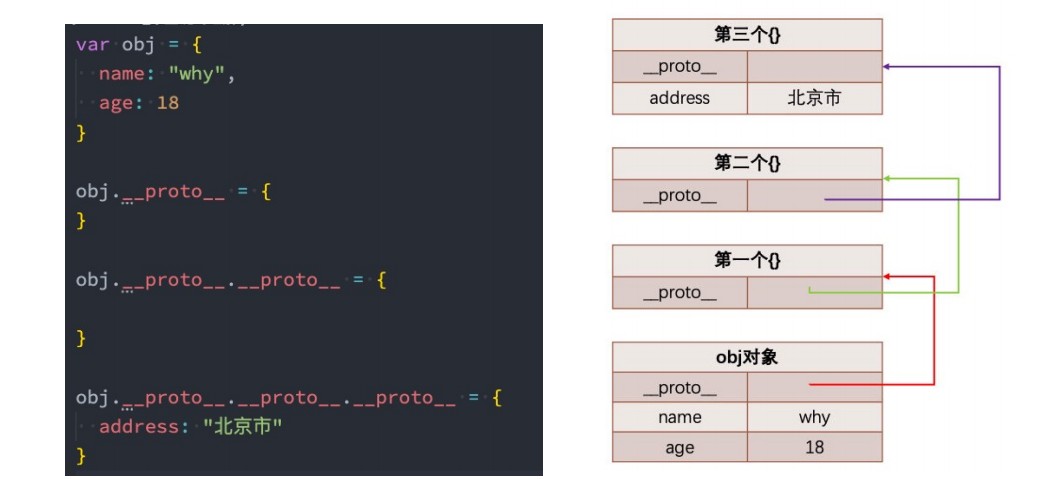 var obj = {
  name: "why",
  age: 18
}
obj.__proto__ = {
}
obj.__proto__.__proto__ = {
}
obj.__proto__.__proto__.__proto__ = {
  address: "北京市"
}
第三个{}
__proto__
address 北京市
第二个{}
__proto__
第一个{}
__proto__
obj对象
__proto__
name why
age 18